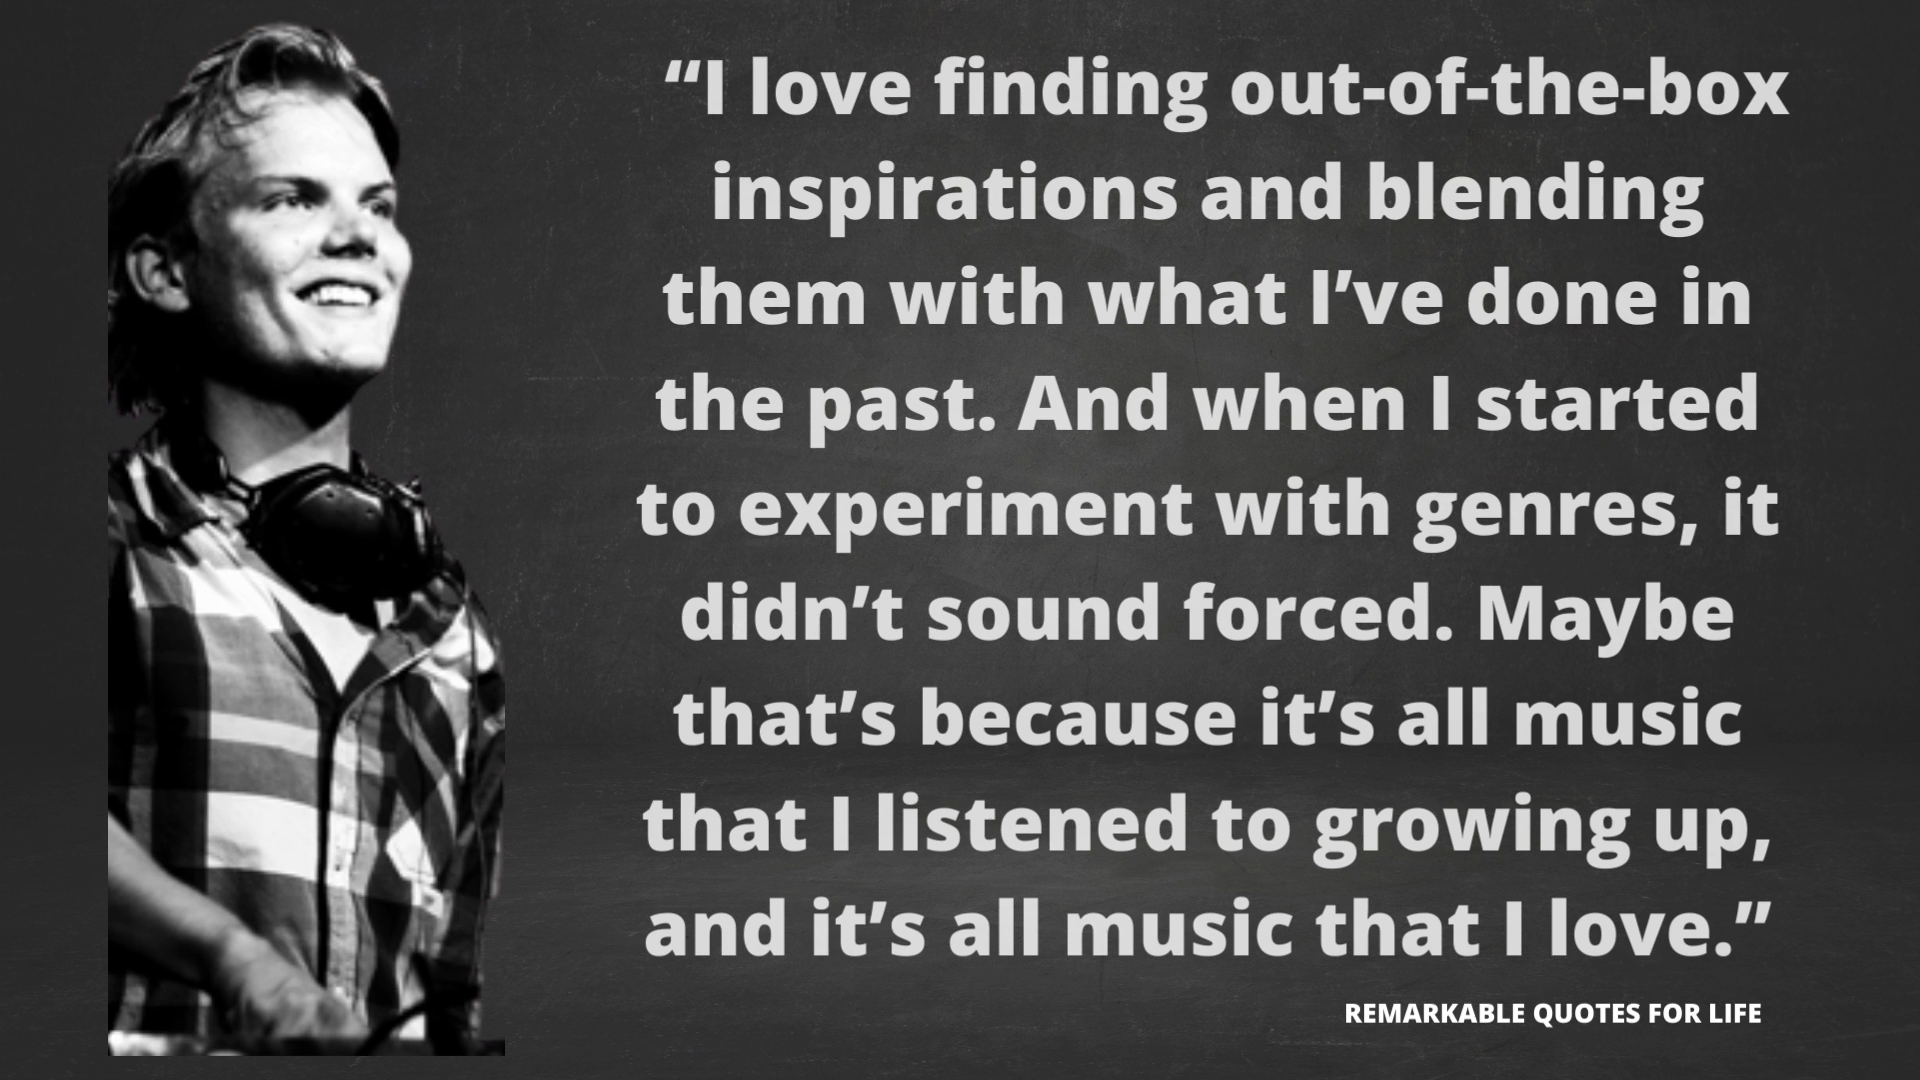 “I love finding out-of-the-box
inspirations and blending
them with what I’ve done in
the past. And when I started
to experiment with genres, it
didn’t sound forced. Maybe
that’s because it’s all music
that I listened to growing up,
and it’s all music that I love.”
REMARKABLE QUOTES FOR LIFE